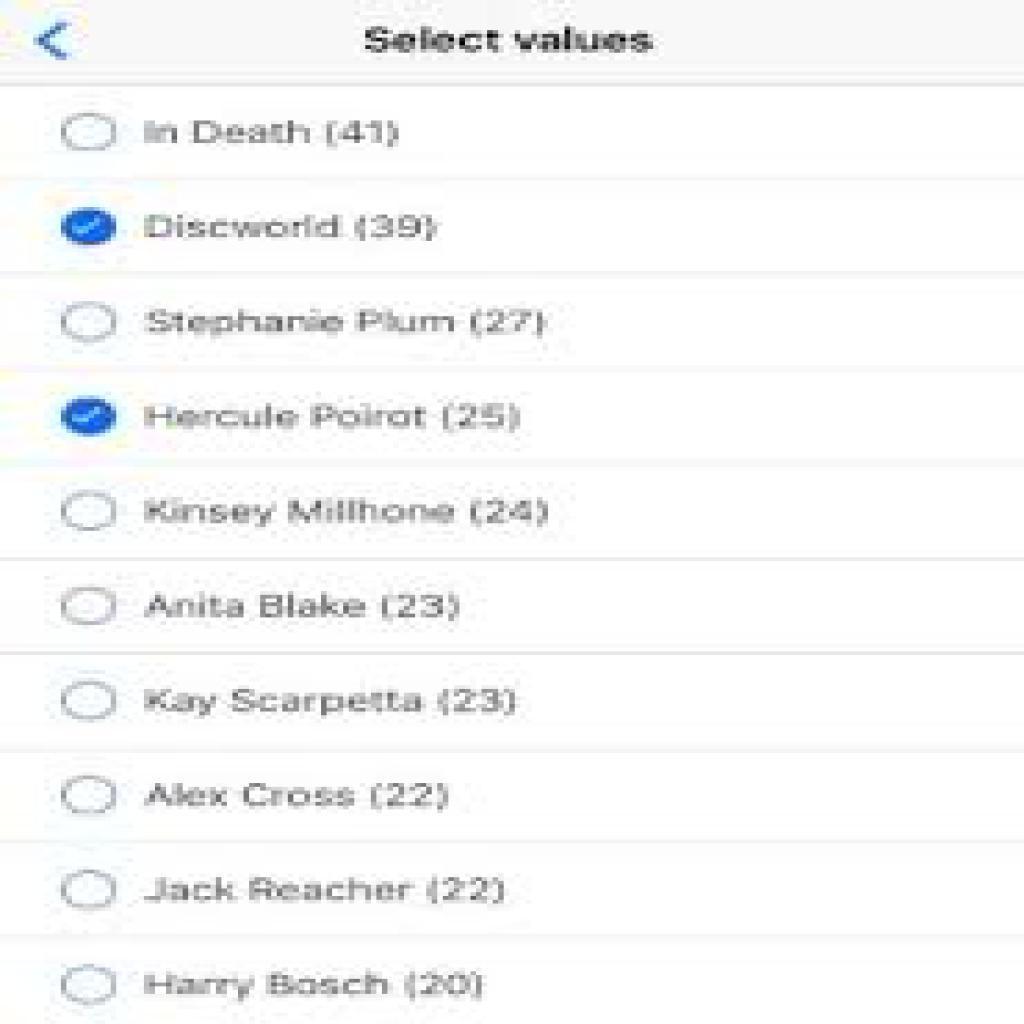 Select values
In Death (41)
Discworld (39)
Stephanie Plum (27)
Hercule Poirot (25)
Kinsey Millhone (24)
Anita Blake (23)
Kay Scarpetta (23)
Alex Cross (22)
Jack Reacher (22)
Harry Bosch (20)